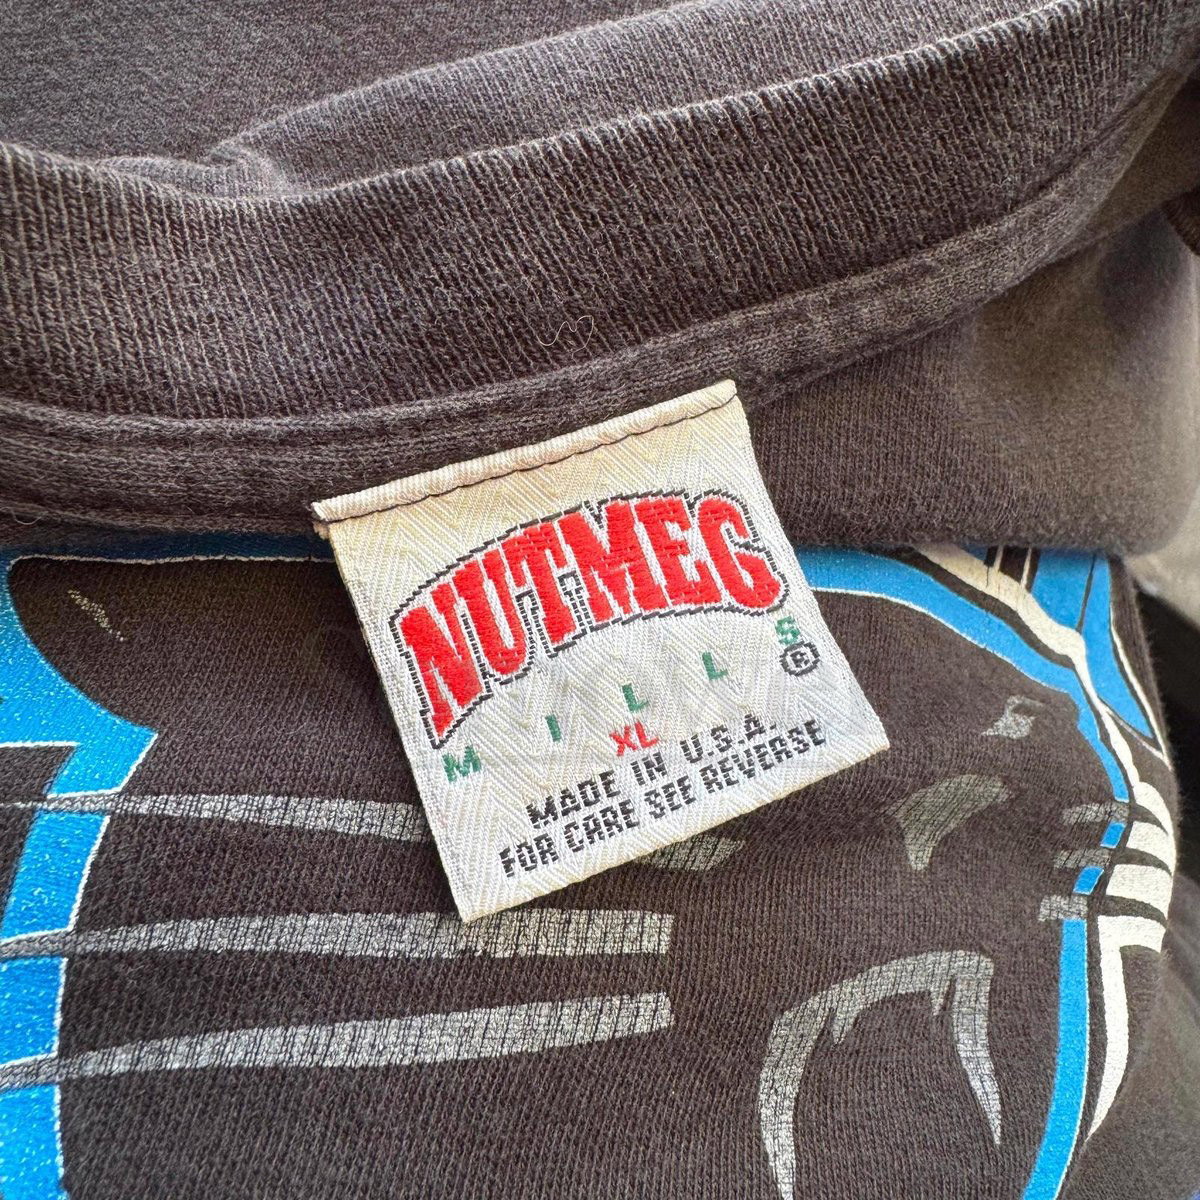 NUTMEG
MILLS®
XL
MADE IN U.S.A.
FOR CARE SEE REVERSE